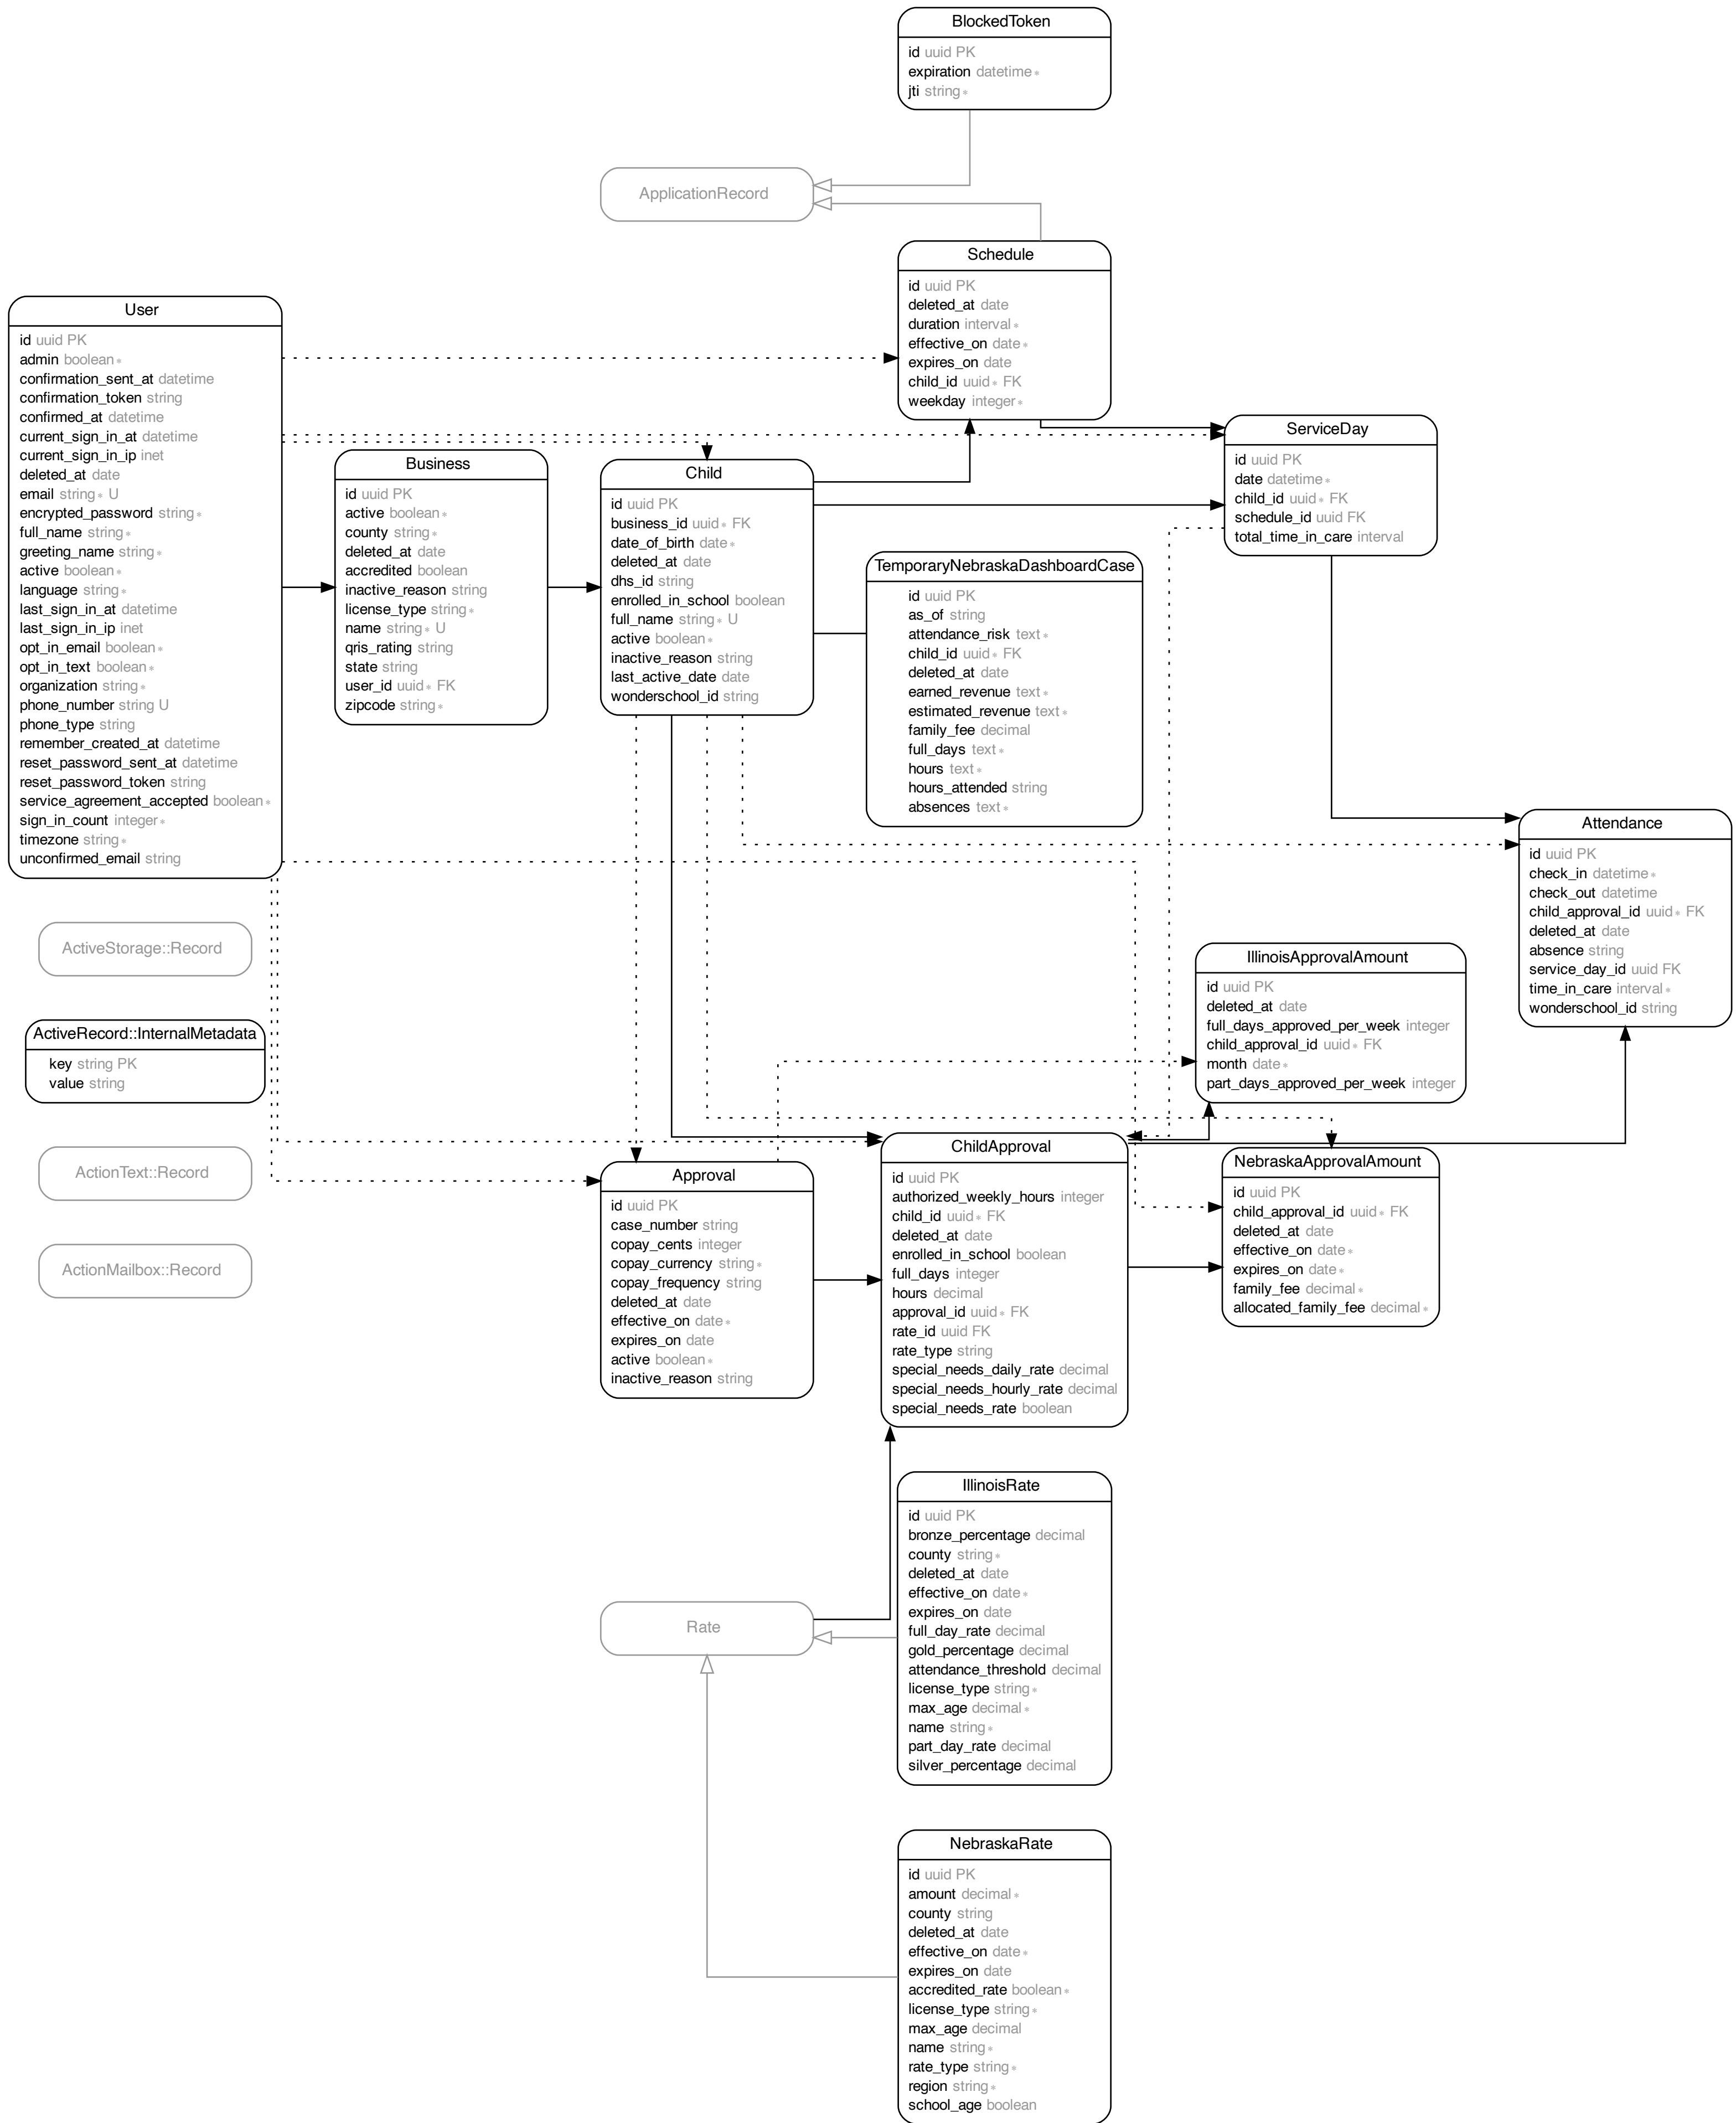 BlockedToken
id uuid PK
expiration datetime *
jti string *
ApplicationRecord
Schedule
id uuid PK
deleted_at date
duration interval *
effective_on date *
expires_on date
child_id uuid * FK
weekday integer *
User
id uuid PK
admin boolean *
confirmation_sent_at datetime
confirmation_token string
confirmed_at datetime
current_sign_in_at datetime
current_sign_in_ip inet
deleted_at date
email string * U
encrypted_password string *
full_name string *
greeting_name string *
active boolean *
language string *
last_sign_in_at datetime
last_sign_in_ip inet
opt_in_email boolean *
opt_in_text boolean *
organization string *
phone_number string U
phone_type string
remember_created_at datetime
reset_password_sent_at datetime
reset_password_token string
service_agreement_accepted boolean *
sign_in_count integer *
timezone string *
unconfirmed_email string
Business
id uuid PK
active boolean *
county string *
deleted_at date
accredited boolean
inactive_reason string
license_type string *
name string * U
qris_rating string
state string
user_id uuid * FK
zipcode string *
Child
id uuid PK
business_id uuid * FK
date_of_birth date *
deleted_at date
dhs_id string
enrolled_in_school boolean
full_name string * U
active boolean *
inactive_reason string
last_active_date date
wonderschool_id string
ServiceDay
id uuid PK
date datetime *
child_id uuid * FK
schedule_id uuid FK
total_time_in_care interval
TemporaryNebraskaDashboardCase
id uuid PK
as_of string
attendance_risk text *
child_id uuid * FK
deleted_at date
earned_revenue text *
estimated_revenue text *
family_fee decimal
full_days text *
hours text *
hours_attended string
absences text *
Attendance
id uuid PK
check_in datetime *
check_out datetime
child_approval_id uuid * FK
deleted_at date
absence string
service_day_id uuid FK
time_in_care interval *
wonderschool_id string
ActiveStorage::Record
IllinoisApprovalAmount
id uuid PK
deleted_at date
full_days_approved_per_week integer
child_approval_id uuid * FK
month date *
part_days_approved_per_week integer
ActiveRecord::InternalMetadata
key string PK
value string
ActionText::Record
ActionMailbox::Record
Approval
id uuid PK
case_number string
copay_cents integer
copay_currency string *
copay_frequency string
deleted_at date
effective_on date *
expires_on date
active boolean *
inactive_reason string
ChildApproval
id uuid PK
authorized_weekly_hours integer
child_id uuid * FK
deleted_at date
enrolled_in_school boolean
full_days integer
hours decimal
approval_id uuid * FK
rate_id uuid FK
rate_type string
special_needs_daily_rate decimal
special_needs_hourly_rate decimal
special_needs_rate boolean
NebraskaApprovalAmount
id uuid PK
child_approval_id uuid * FK
deleted_at date
effective_on date *
expires_on date *
family_fee decimal *
allocated_family_fee decimal *
IllinoisRate
id uuid PK
bronze_percentage decimal
county string *
deleted_at date
effective_on date *
expires_on date
full_day_rate decimal
gold_percentage decimal
attendance_threshold decimal
license_type string *
max_age decimal *
name string *
part_day_rate decimal
silver_percentage decimal
Rate
NebraskaRate
id uuid PK
amount decimal *
county string
deleted_at date
effective_on date *
expires_on date
accredited_rate boolean *
license_type string *
max_age decimal
name string *
rate_type string *
region string *
school_age boolean